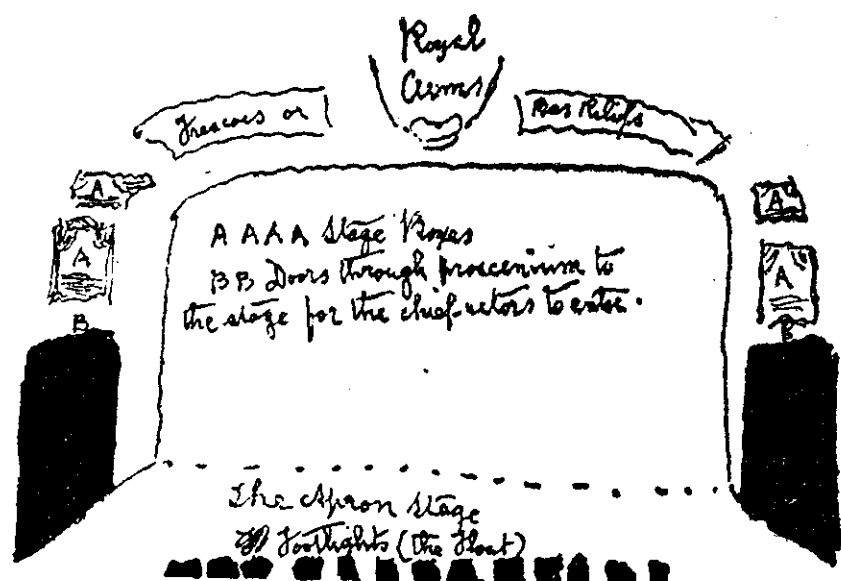 Royal
Arms
Frescoes or
Bas Reliefs
A
A
A
A
A A A A Stage Boxes
B B Doors through proscenium to
the stage for the chief actors to enter.
B
B
The Apron Stage
Footlights (the Float)